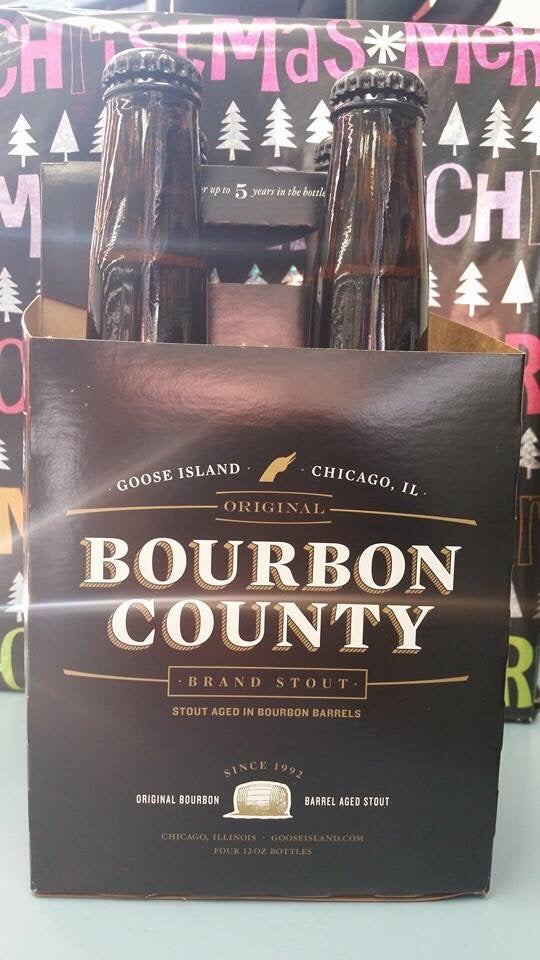 CHRISTMAS*MER
r up to 5 years in the bottle
CH
GOOSE ISLAND · CHICAGO, IL ·
ORIGINAL
BOURBON
COUNTY
· BRAND STOUT ·
STOUT AGED IN BOURBON BARRELS
SINCE 1992
ORIGINAL BOURBON BARREL AGED STOUT
CHICAGO, ILLINOIS · GOOSEISLAND.COM
FOUR 12OZ BOTTLES